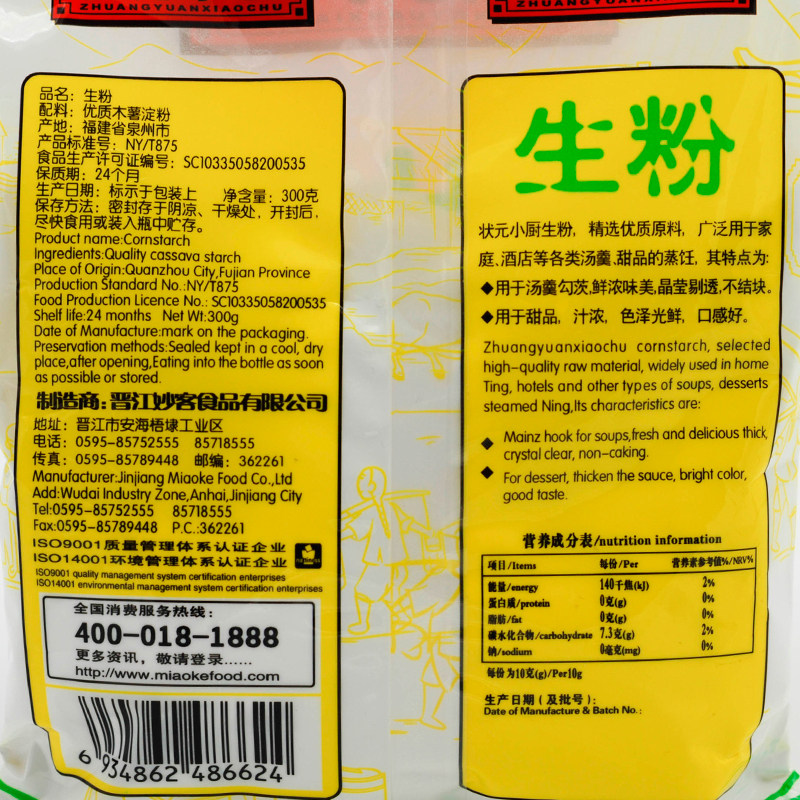 ZHUANGYUANXIAOCHU
ZHUANGYUANXIAOCHU
品名：生粉
配料：优质木薯淀粉
产地：福建省泉州市
产品标准号：NY/T875
食品生产许可证编号：SC10335058200535
保质期：24个月
生产日期：标示于包装上 净含量：300克
保存方法：密封存于阴凉、干燥处，开封后，
尽快食用或装入瓶中贮存。
Product name:Cornstarch
Ingredients:Quality cassava starch
Place of Origin:Quanzhou City,Fujian Province
Production Standard No.:NY/T875
Food Production Licence No.: SC10335058200535
Shelf life:24 months Net Wt:300g
Date of Manufacture:mark on the packaging.
Preservation methods:Sealed kept in a cool, dry
place,after opening,Eating into the bottle as soon
as possible or stored.
制造商：晋江妙客食品有限公司
地址：晋江市安海梧埭工业区
电话：0595-85752555 85718555
传真：0595-85789448 邮编：362261
Manufacturer:Jinjiang Miaoke Food Co.,Ltd
Add:Wudai Industry Zone,Anhai,Jinjiang City
Tel:0595-85752555 85718555
Fax:0595-85789448 P.C.:362261
ISO9001质量管理体系认证企业
ISO14001环境管理体系认证企业
ISO9001 quality management system certification enterprises
ISO14001 environmental management system certification enterprises
全国消费服务热线：
400-018-1888
更多资讯，敬请登录……
http://www.miaokefood.com
6 934862 486624
生粉
状元小厨生粉，精选优质原料，广泛用于家
庭、酒店等各类汤羹、甜品的蒸饪，其特点为：
◆用于汤羹勾茨,鲜浓味美,晶莹剔透,不结块。
◆用于甜品，汁浓，色泽光鲜，口感好。
Zhuangyuanxiaochu cornstarch, selected
high-quality raw material, widely used in home
Ting, hotels and other types of soups, desserts
steamed Ning,Its characteristics are:
◆ Mainz hook for soups,fresh and delicious thick,
crystal clear, non-caking.
◆ For dessert, thicken the sauce, bright color,
good taste.
营养成分表/nutrition information
项目/Items 每份/Per 营养素参考值%/NRV%
能量/energy 140千焦(kJ) 2%
蛋白质/protein 0克(g) 0%
脂肪/fat 0克(g) 0%
碳水化合物/carbohydrate 7.3克(g) 2%
钠/sodium 0毫克(mg) 0%
每份为10克(g)/Per10g
生产日期（及批号）：
Date of Manufacture & Batch No.: